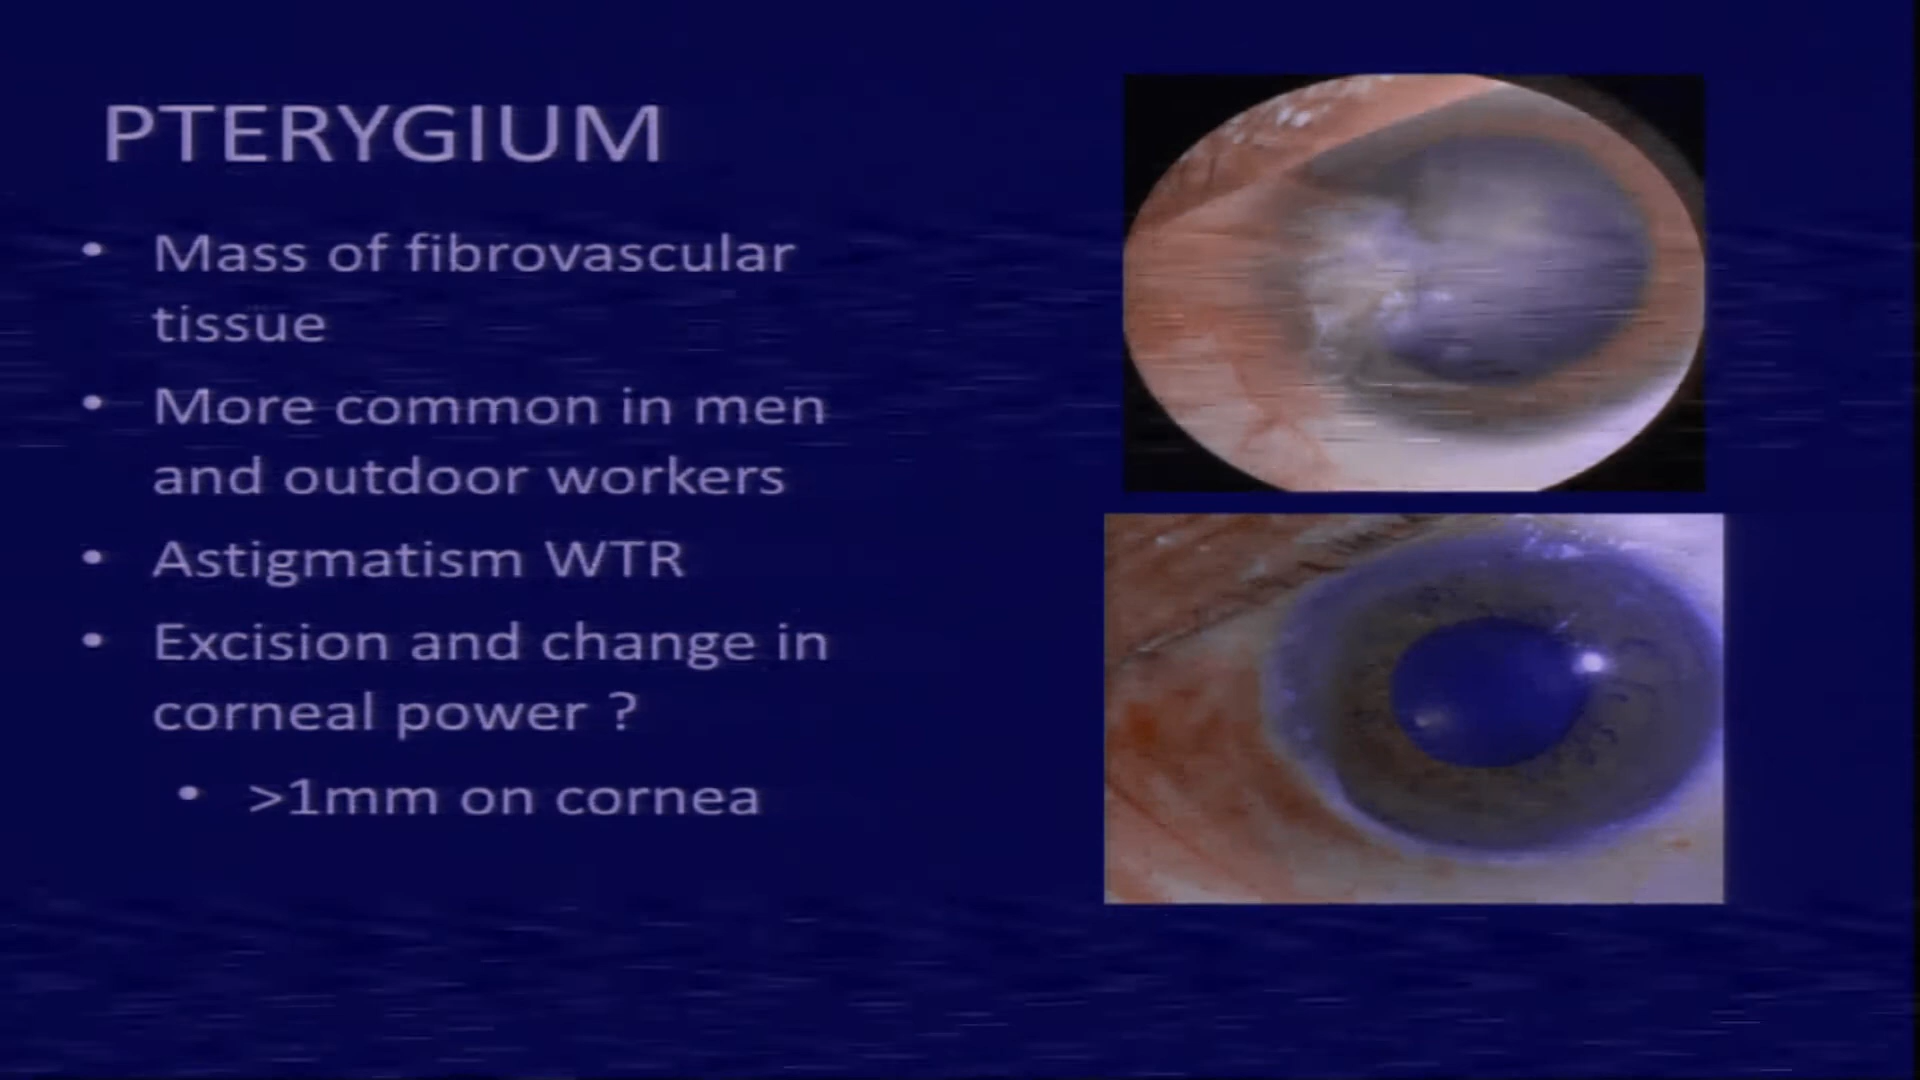 PTERYGIUM
• Mass of fibrovascular
tissue
• More common in men
and outdoor workers
• Astigmatism WTR
• Excision and change in
corneal power ?
• >1mm on cornea